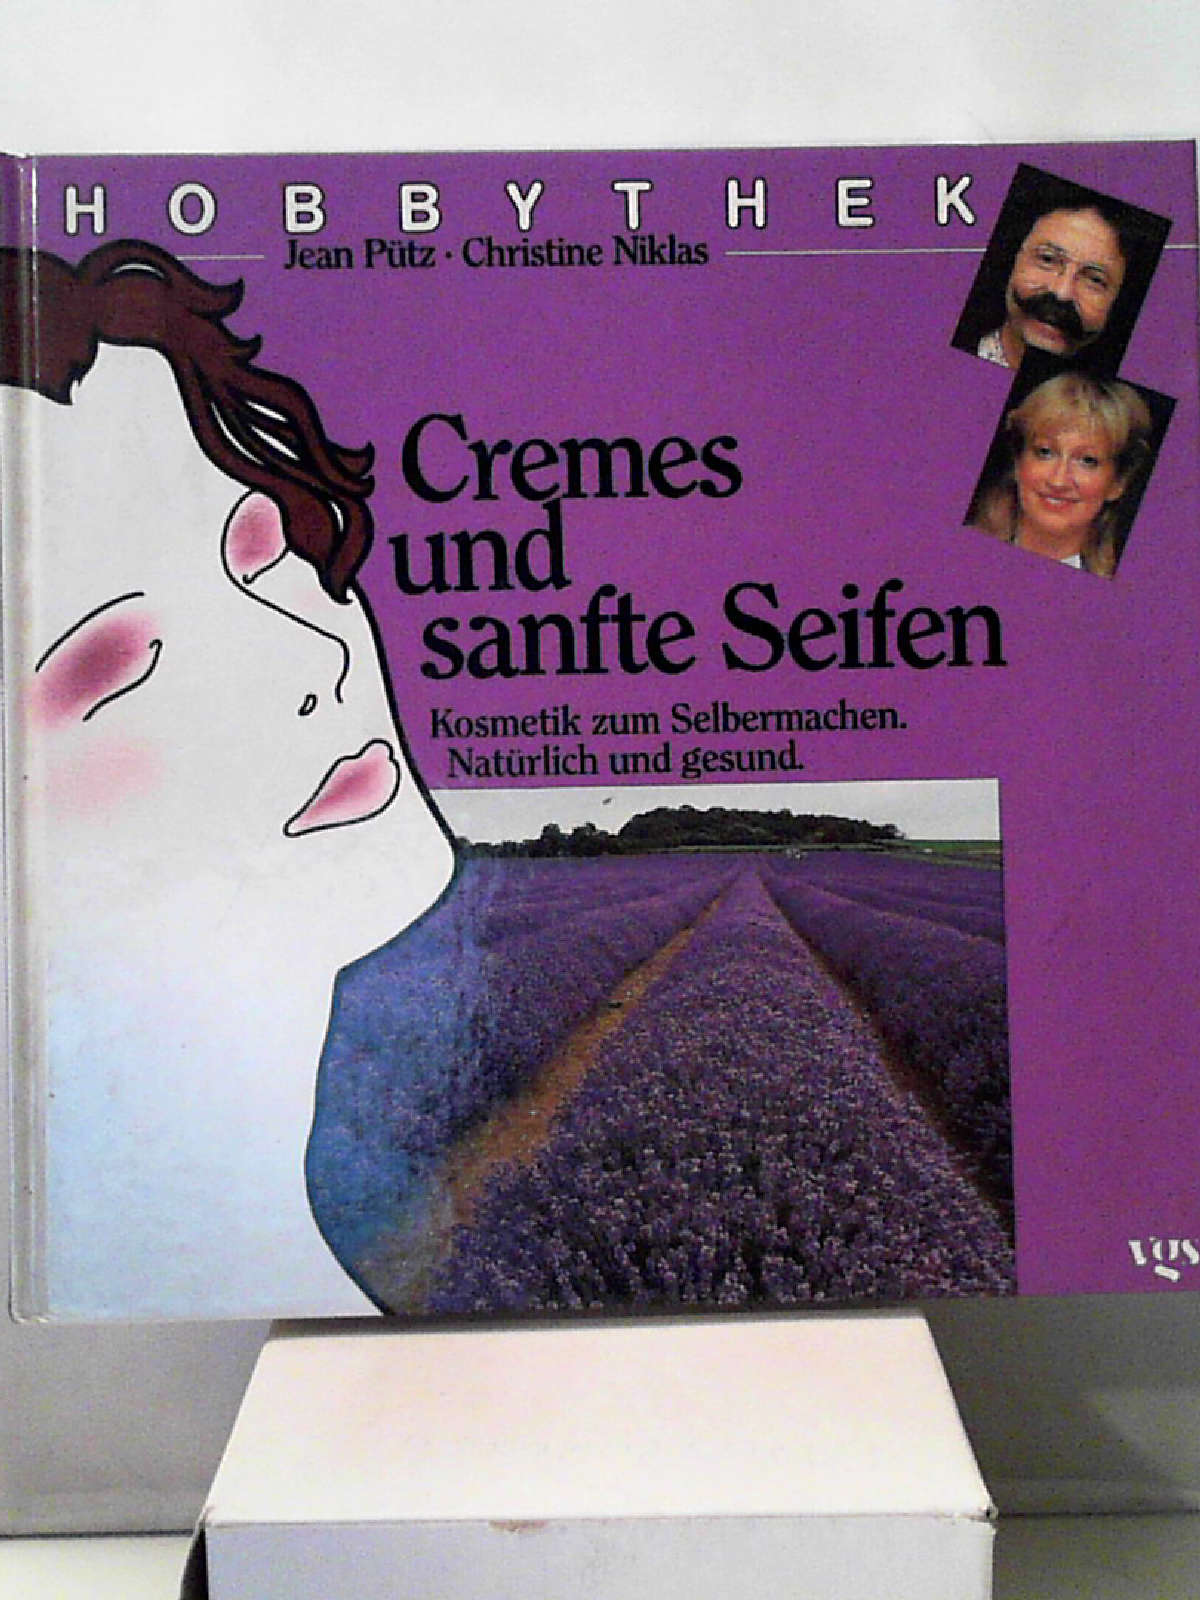 HOBBYTHEK
Jean Pütz · Christine Niklas
Cremes
und
sanfte Seifen
Kosmetik zum Selbermachen.
Natürlich und gesund.
vgs